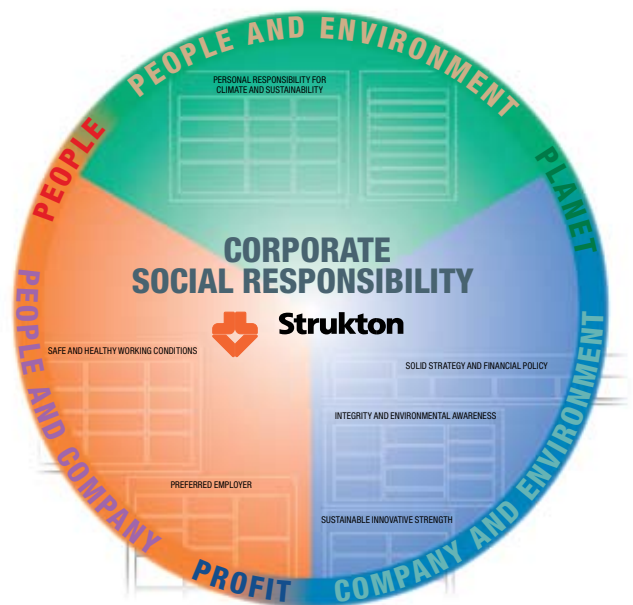 PEOPLE AND ENVIRONMENT
PERSONAL RESPONSIBILITY FOR
CLIMATE AND SUSTAINABILITY
PEOPLE
PLANET
CORPORATE
SOCIAL RESPONSIBILITY
Strukton
PEOPLE AND COMPANY
SAFE AND HEALTHY WORKING CONDITIONS
SOLID STRATEGY AND FINANCIAL POLICY
INTEGRITY AND ENVIRONMENTAL AWARENESS
PREFERRED EMPLOYER
SUSTAINABLE INNOVATIVE STRENGTH
COMPANY AND ENVIRONMENT
PROFIT